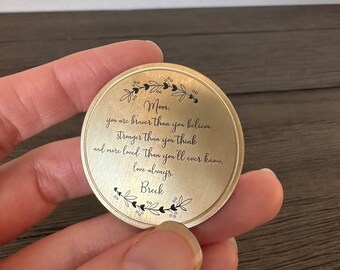 Mom,
you are braver than you believe
stronger than you think
and more loved than you'll ever know,
love always,
Breck